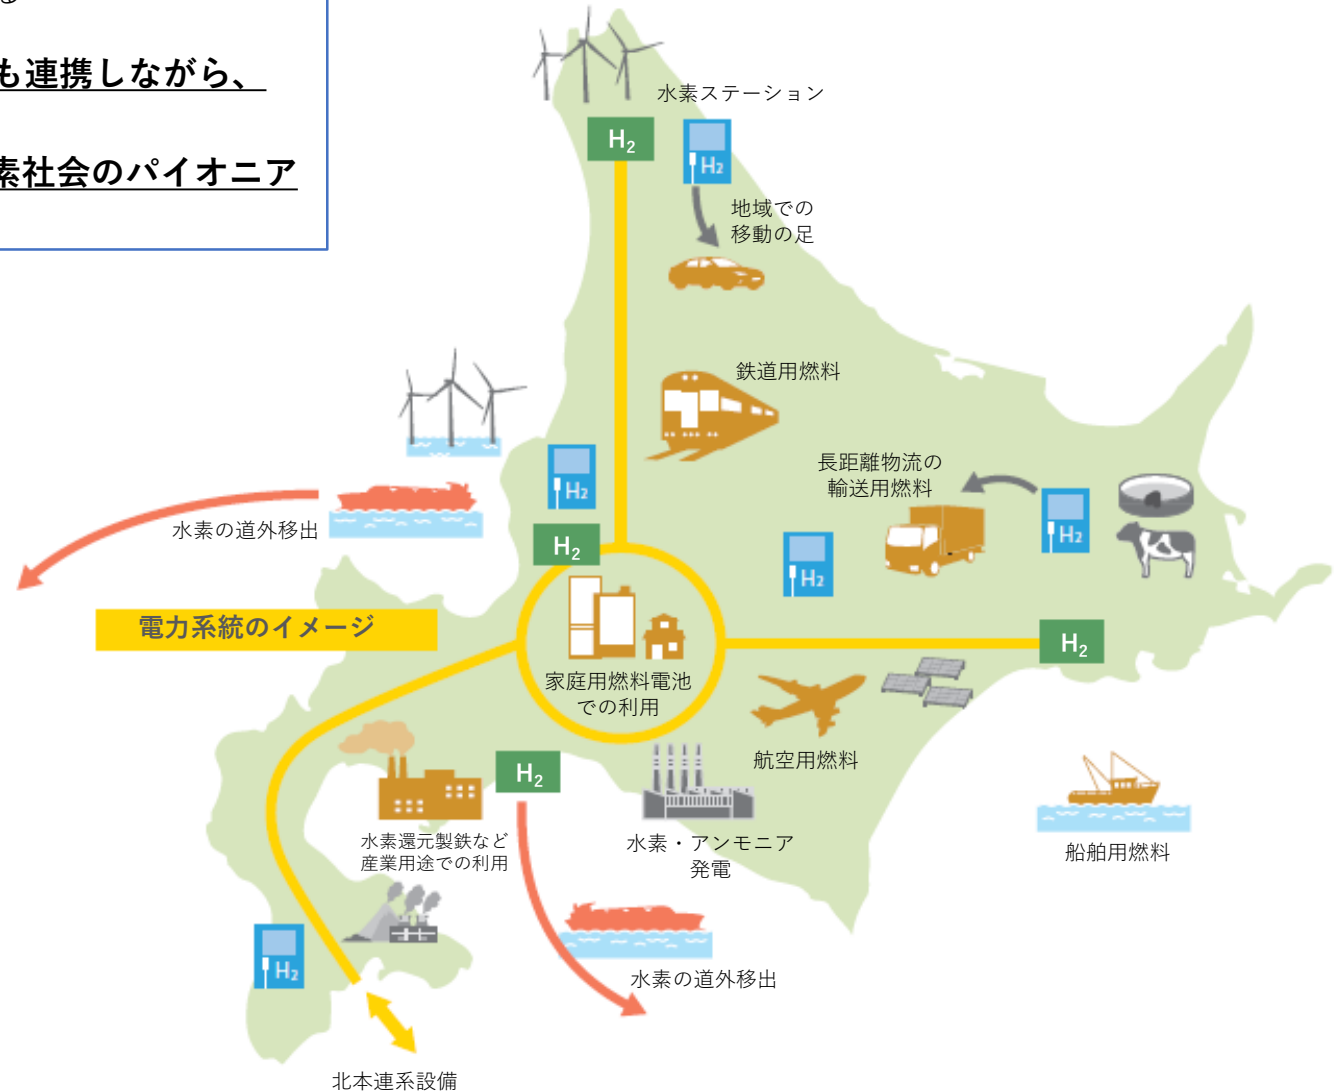 る
も連携しながら、
素社会のパイオニア
水素ステーション
H₂
H₂
地域での
移動の足
鉄道用燃料
長距離物流の
輸送用燃料
H₂
H₂
水素の道外移出
H₂
H₂
電力系統のイメージ
H₂
家庭用燃料電池
での利用
航空用燃料
H₂
水素還元製鉄など
産業用途での利用
水素・アンモニア
発電
船舶用燃料
H₂
水素の道外移出
北本連系設備